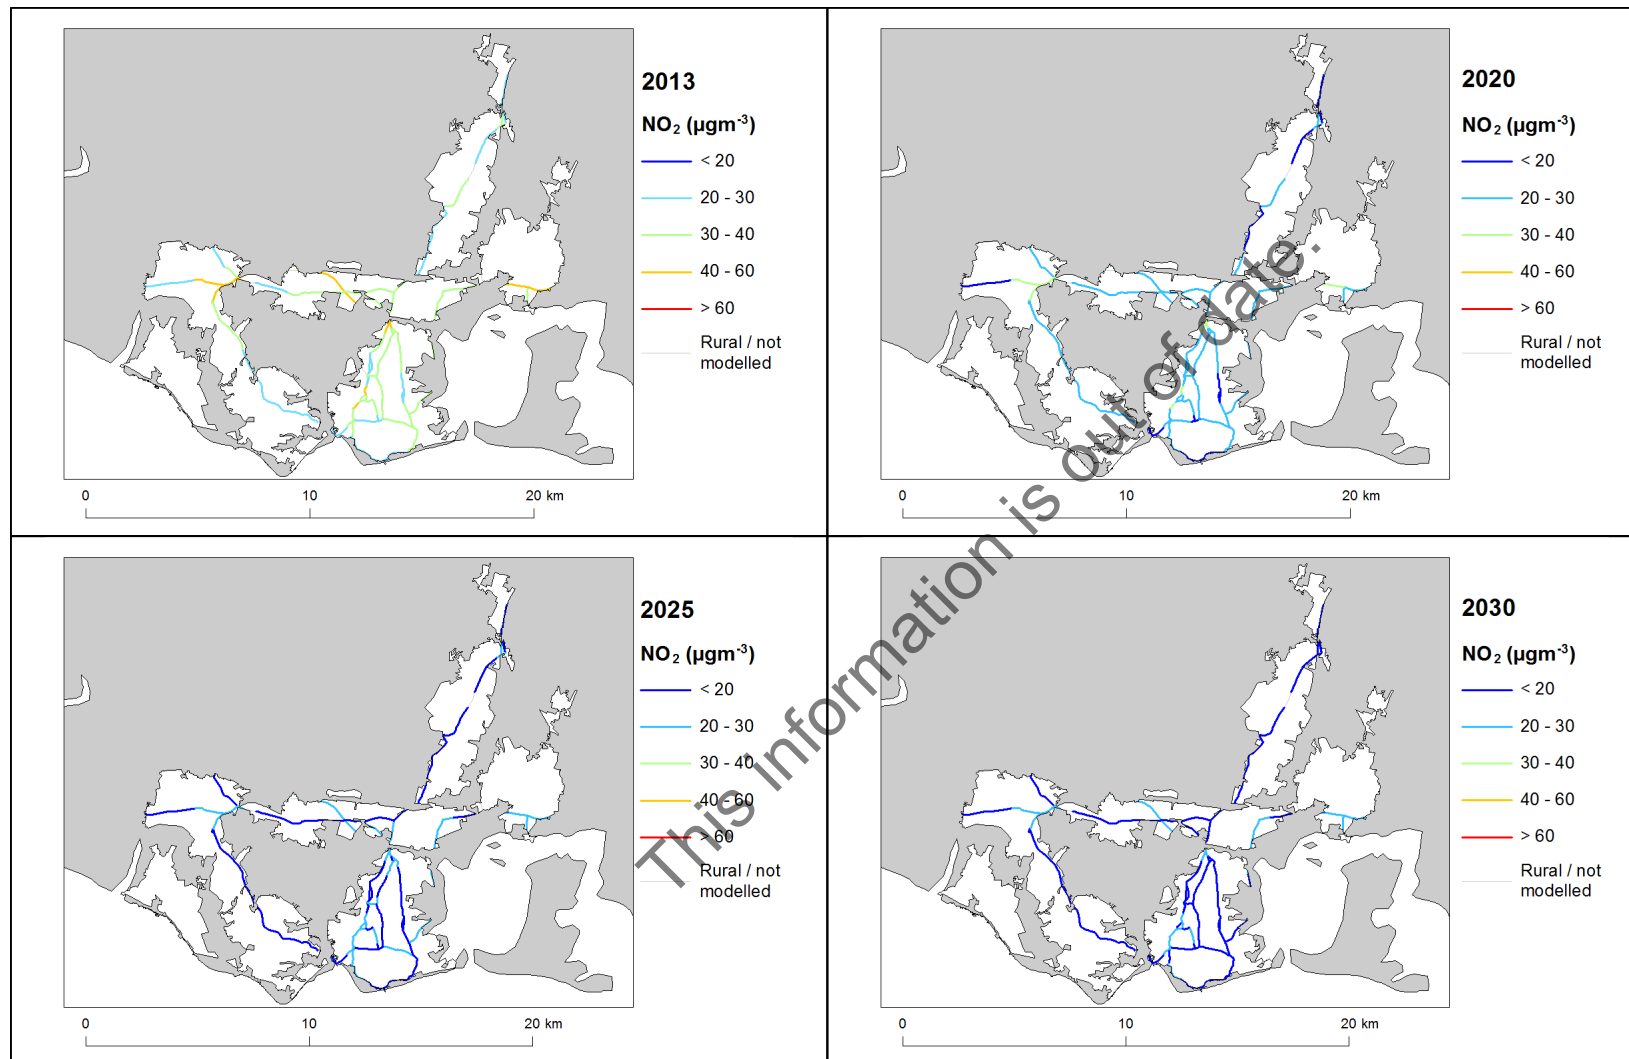 2013
NO₂ (µgm⁻³)
< 20
20 - 30
30 - 40
40 - 60
> 60
Rural / not
modelled
0 10 20 km
2020
NO₂ (µgm⁻³)
< 20
20 - 30
30 - 40
40 - 60
> 60
Rural / not
modelled
0 10 20 km
2025
NO₂ (µgm⁻³)
< 20
20 - 30
30 - 40
40 - 60
> 60
Rural / not
modelled
0 10 20 km
2030
NO₂ (µgm⁻³)
< 20
20 - 30
30 - 40
40 - 60
> 60
Rural / not
modelled
0 10 20 km
This information is out of date.